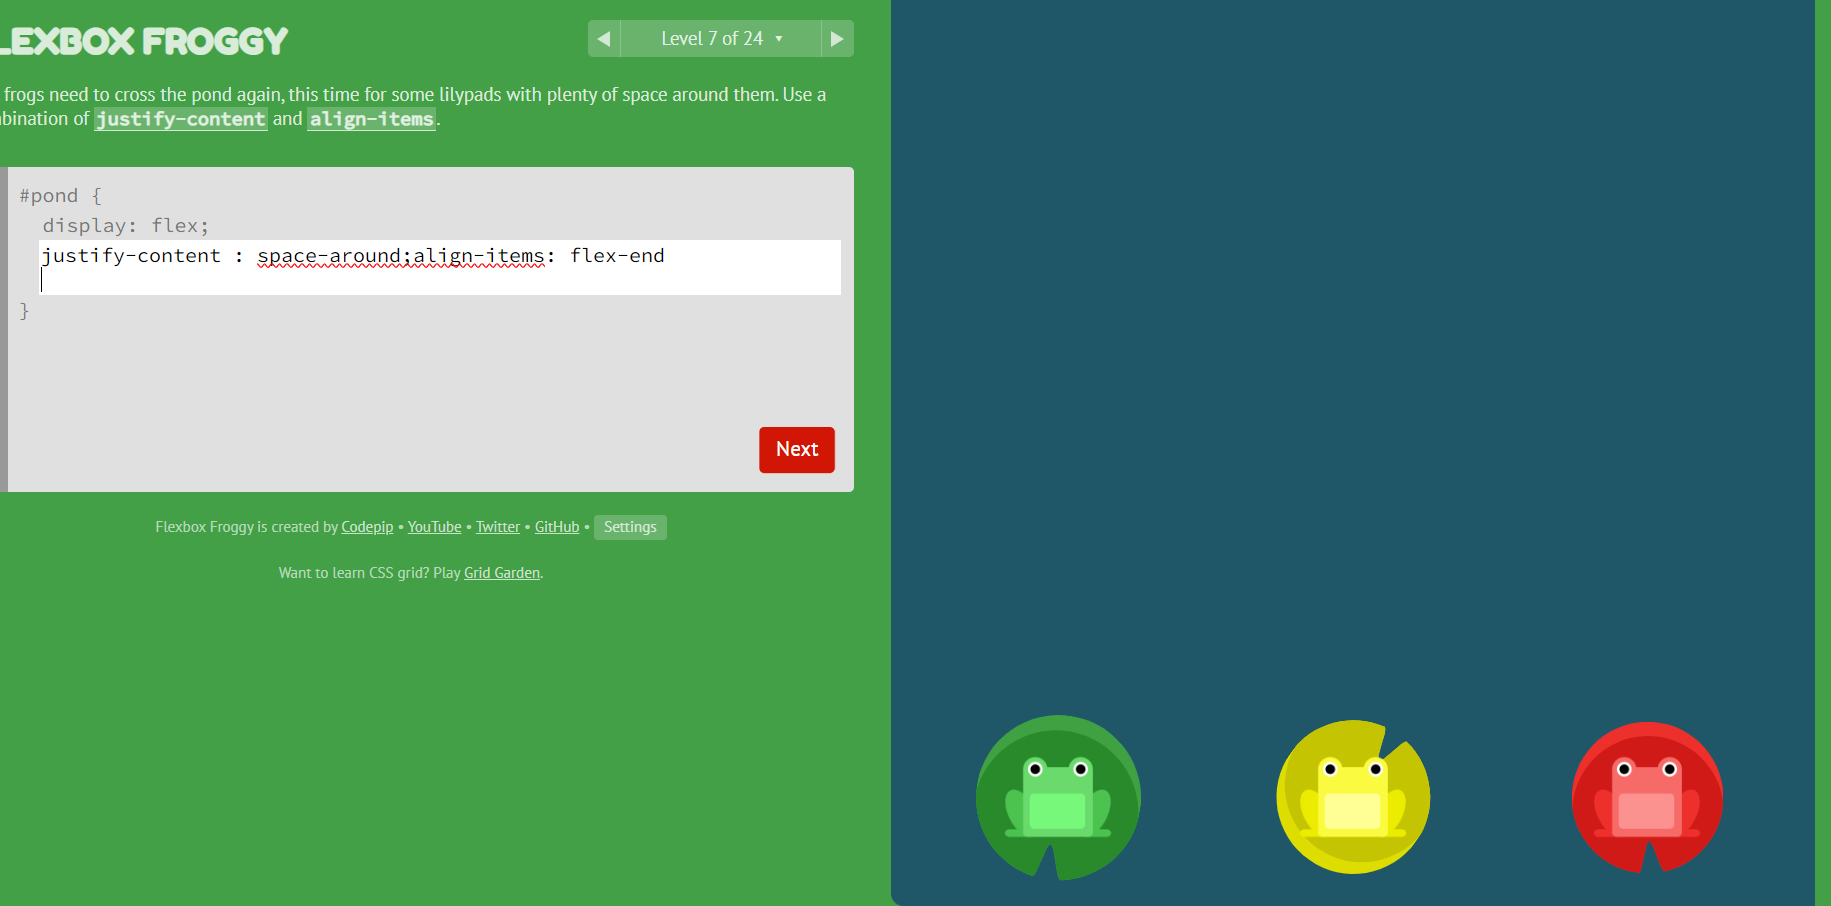 LEXBOX FROGGY
◀ Level 7 of 24 ▾ ▶
frogs need to cross the pond again, this time for some lilypads with plenty of space around them. Use a
bination of justify-content and align-items.
#pond {
display: flex;
justify-content : space-around;align-items: flex-end
}
Next
Flexbox Froggy is created by Codepip • YouTube • Twitter • GitHub • Settings
Want to learn CSS grid? Play Grid Garden.